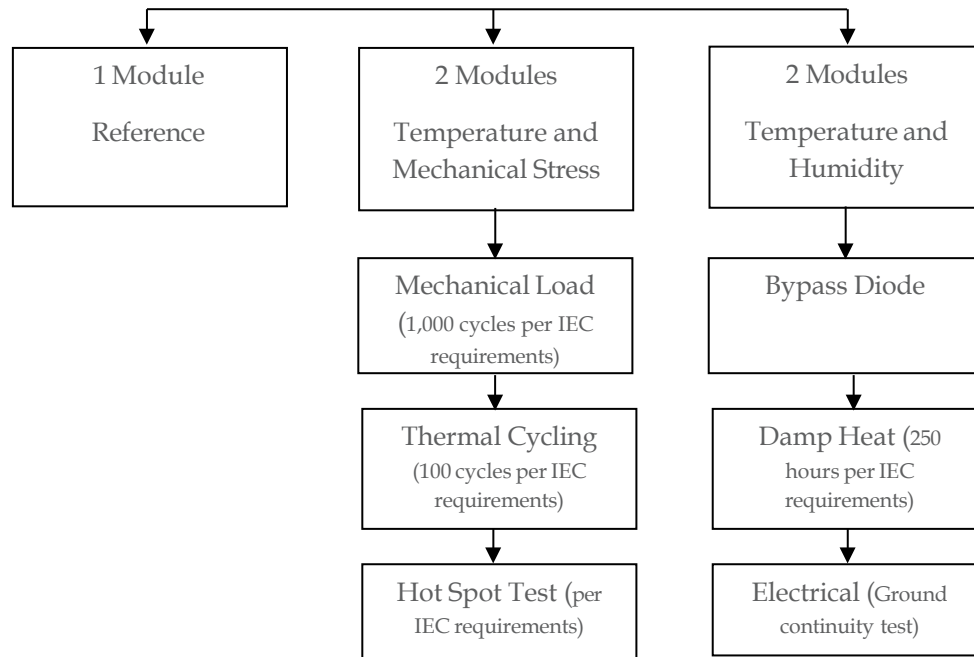 1 Module
Reference
2 Modules
Temperature and
Mechanical Stress
2 Modules
Temperature and
Humidity
Mechanical Load
(1,000 cycles per IEC
requirements)
Bypass Diode
Thermal Cycling
(100 cycles per IEC
requirements)
Damp Heat (250
hours per IEC
requirements)
Hot Spot Test (per
IEC requirements)
Electrical (Ground
continuity test)